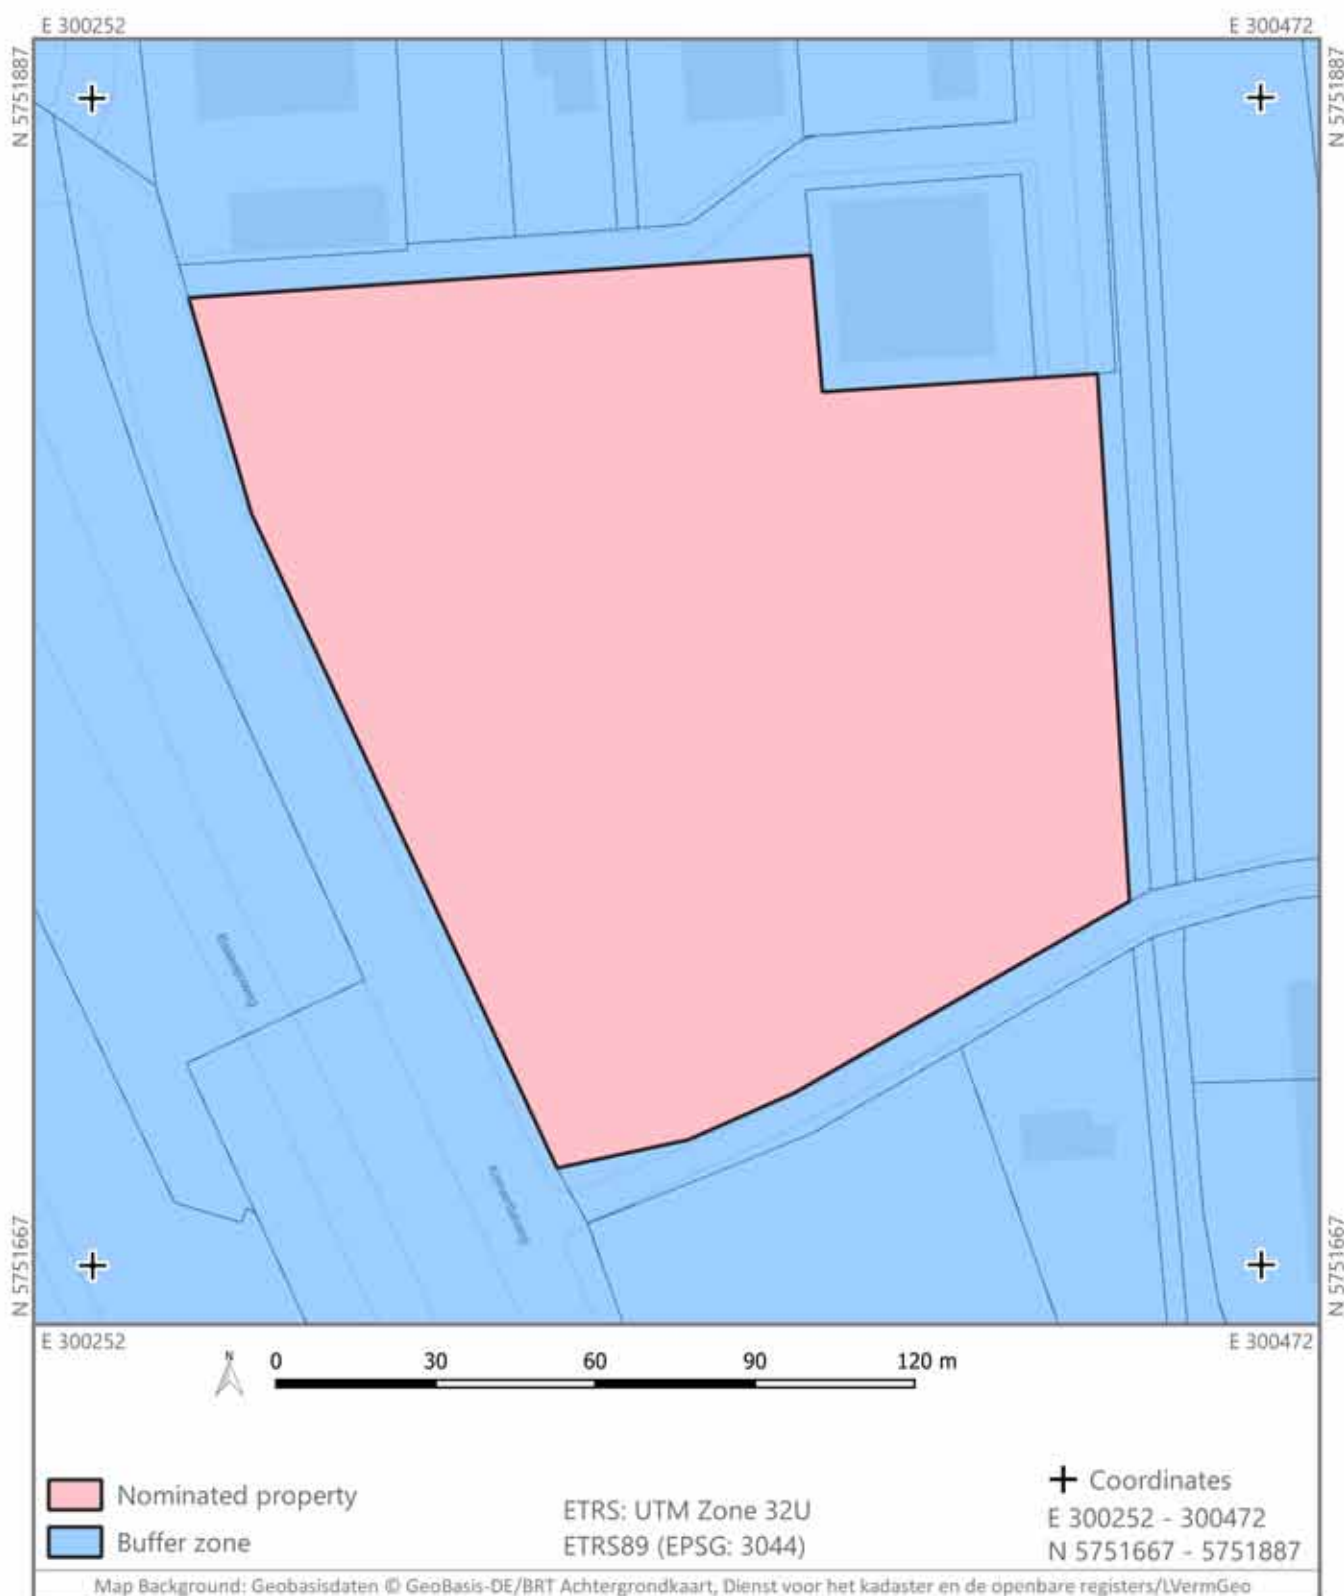 E 300252
E 300472
N 5751887
N 5751887
N 5751667
N 5751667
E 300252
E 300472
N
0 30 60 90 120 m
Nominated property
Buffer zone
ETRS: UTM Zone 32U
ETRS89 (EPSG: 3044)
+ Coordinates
E 300252 - 300472
N 5751667 - 5751887
Map Background: Geobasisdaten © GeoBasis-DE/BRT Achtergrondkaart, Dienst voor het kadaster en de openbare registers/LVermGeo